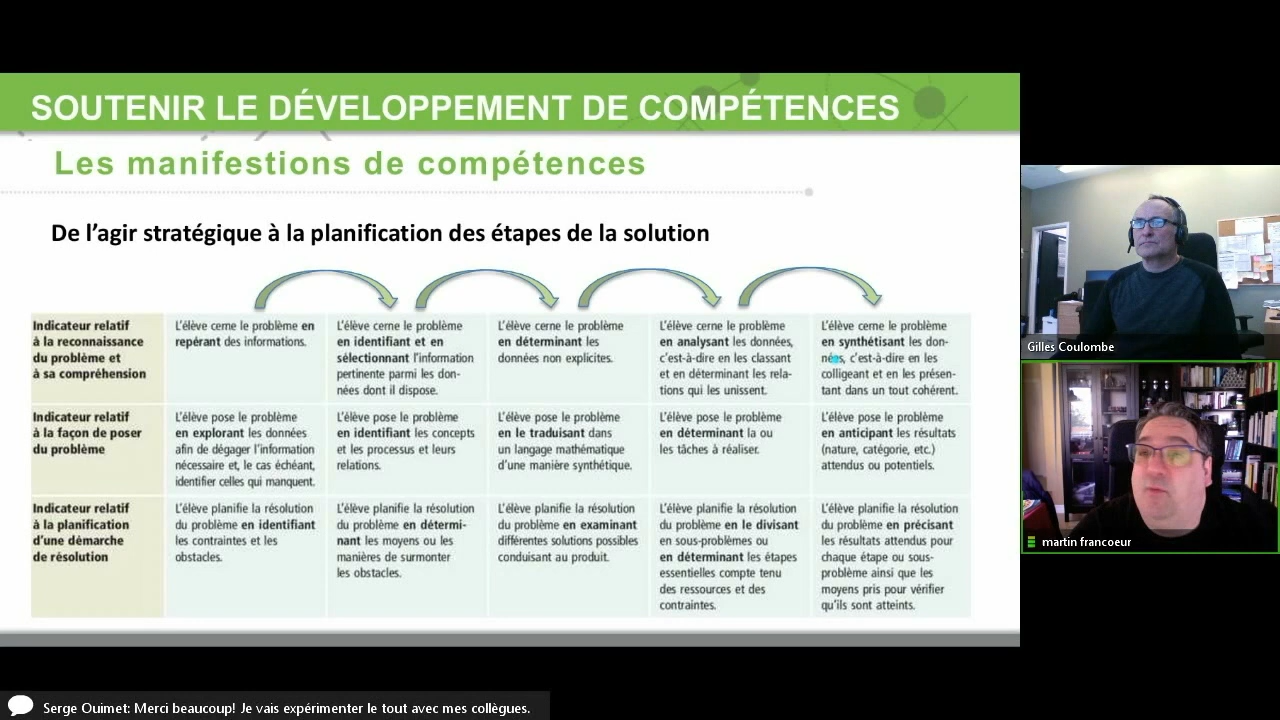 SOUTENIR LE DÉVELOPPEMENT DE COMPÉTENCES
Les manifestions de compétences
De l'agir stratégique à la planification des étapes de la solution
Indicateur relatif
à la reconnaissance
du problème et
à sa compréhension
L'élève cerne le problème en
repérant des informations.
L'élève cerne le problème
en identifiant et en
sélectionnant l'information
pertinente parmi les don-
nées dont il dispose.
L'élève cerne le problème
en déterminant les
données non explicites.
L'élève cerne le problème
en analysant les données,
c'est-à-dire en les classant
et en déterminant les rela-
tions qui les unissent.
L'élève cerne le problème
en synthétisant les don-
nées, c'est-à-dire en les
colligeant et en les présen-
tant dans un tout cohérent.
Indicateur relatif
à la façon de poser
du problème
L'élève pose le problème
en explorant les données
afin de dégager l'information
nécessaire et, le cas échéant,
identifier celles qui manquent.
L'élève pose le problème
en identifiant les concepts
et les processus et leurs
relations.
L'élève pose le problème
en le traduisant dans
un langage mathématique
d'une manière synthétique.
L'élève pose le problème
en déterminant la ou
les tâches à réaliser.
L'élève pose le problème
en anticipant les résultats
(nature, catégorie, etc.)
attendus ou potentiels.
Indicateur relatif
à la planification
d'une démarche
de résolution
L'élève planifie la résolution
du problème en identifiant
les contraintes et les
obstacles.
L'élève planifie la résolution
du problème en détermi-
nant les moyens ou les
manières de surmonter
les obstacles.
L'élève planifie la résolution
du problème en examinant
différentes solutions possibles
conduisant au produit.
L'élève planifie la résolution
du problème en le divisant
en sous-problèmes ou
en déterminant les étapes
essentielles compte tenu
des ressources et des
contraintes.
L'élève planifie la résolution
du problème en précisant
les résultats attendus pour
chaque étape ou sous-
problème ainsi que les
moyens pris pour vérifier
qu'ils sont atteints.
Gilles Coulombe
martin francoeur
Serge Ouimet: Merci beaucoup! Je vais expérimenter le tout avec mes collègues.